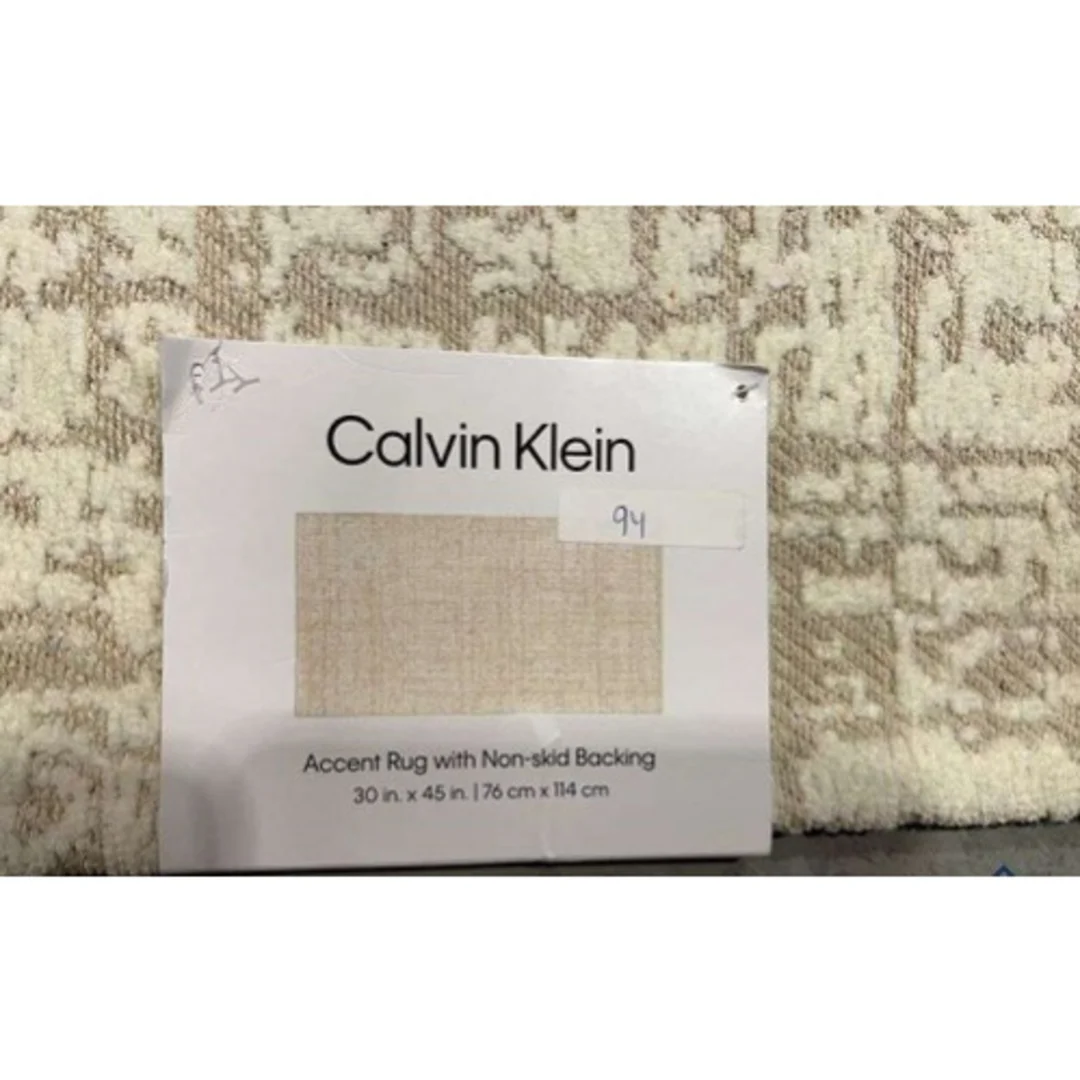 Calvin Klein
94
Accent Rug with Non-skid Backing
30 in. x 45 in. | 76 cm x 114 cm